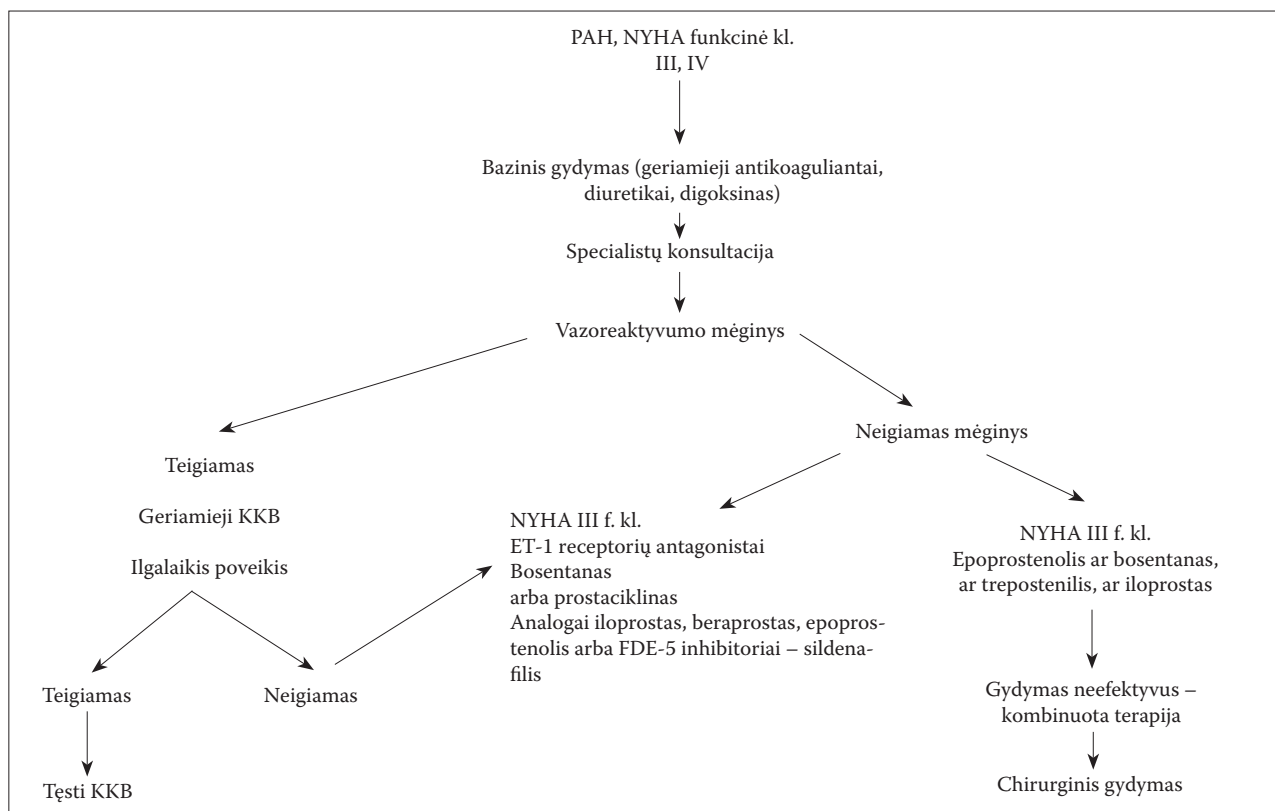 PAH, NYHA funkcinė kl.
III, IV
Bazinis gydymas (geriamieji antikoaguliantai,
diuretikai, digoksinas)
Specialistų konsultacija
Vazoreaktyvumo mėginys
Teigiamas
Geriamieji KKB
Ilgalaikis poveikis
Teigiamas
Neigiamas
Tęsti KKB
Neigiamas mėginys
NYHA III f. kl.
ET-1 receptorių antagonistai
Bosentanas
arba prostaciklinas
Analogai iloprostas, beraprostas, epopros-
tenolis arba FDE-5 inhibitoriai – sildena-
filis
NYHA III f. kl.
Epoprostenolis ar bosentanas,
ar trepostenilis, ar iloprostas
Gydymas neefektyvus –
kombinuota terapija
Chirurginis gydymas